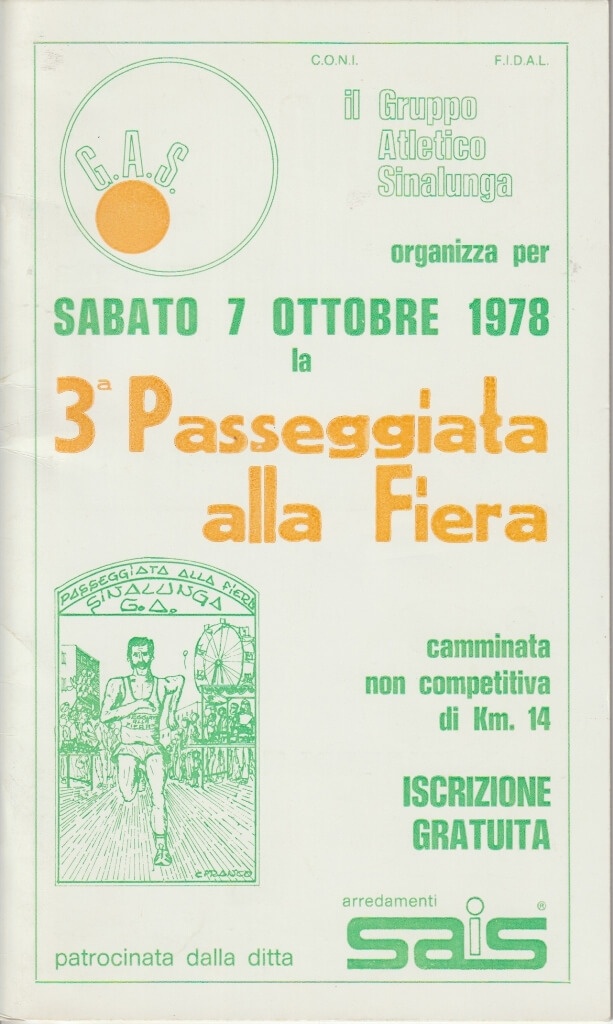 C.O.N.I. F.I.D.A.L.
G.A.S.
il Gruppo
Atletico
Sinalunga
organizza per
SABATO 7 OTTOBRE 1978
la
3ª Passeggiata
alla Fiera
PASSEGGIATA ALLA FIERA
SINALUNGA
G.A.
camminata
non competitiva
di Km. 14
ISCRIZIONE
GRATUITA
C FRANCO
arredamenti
sais ®
patrocinata dalla ditta